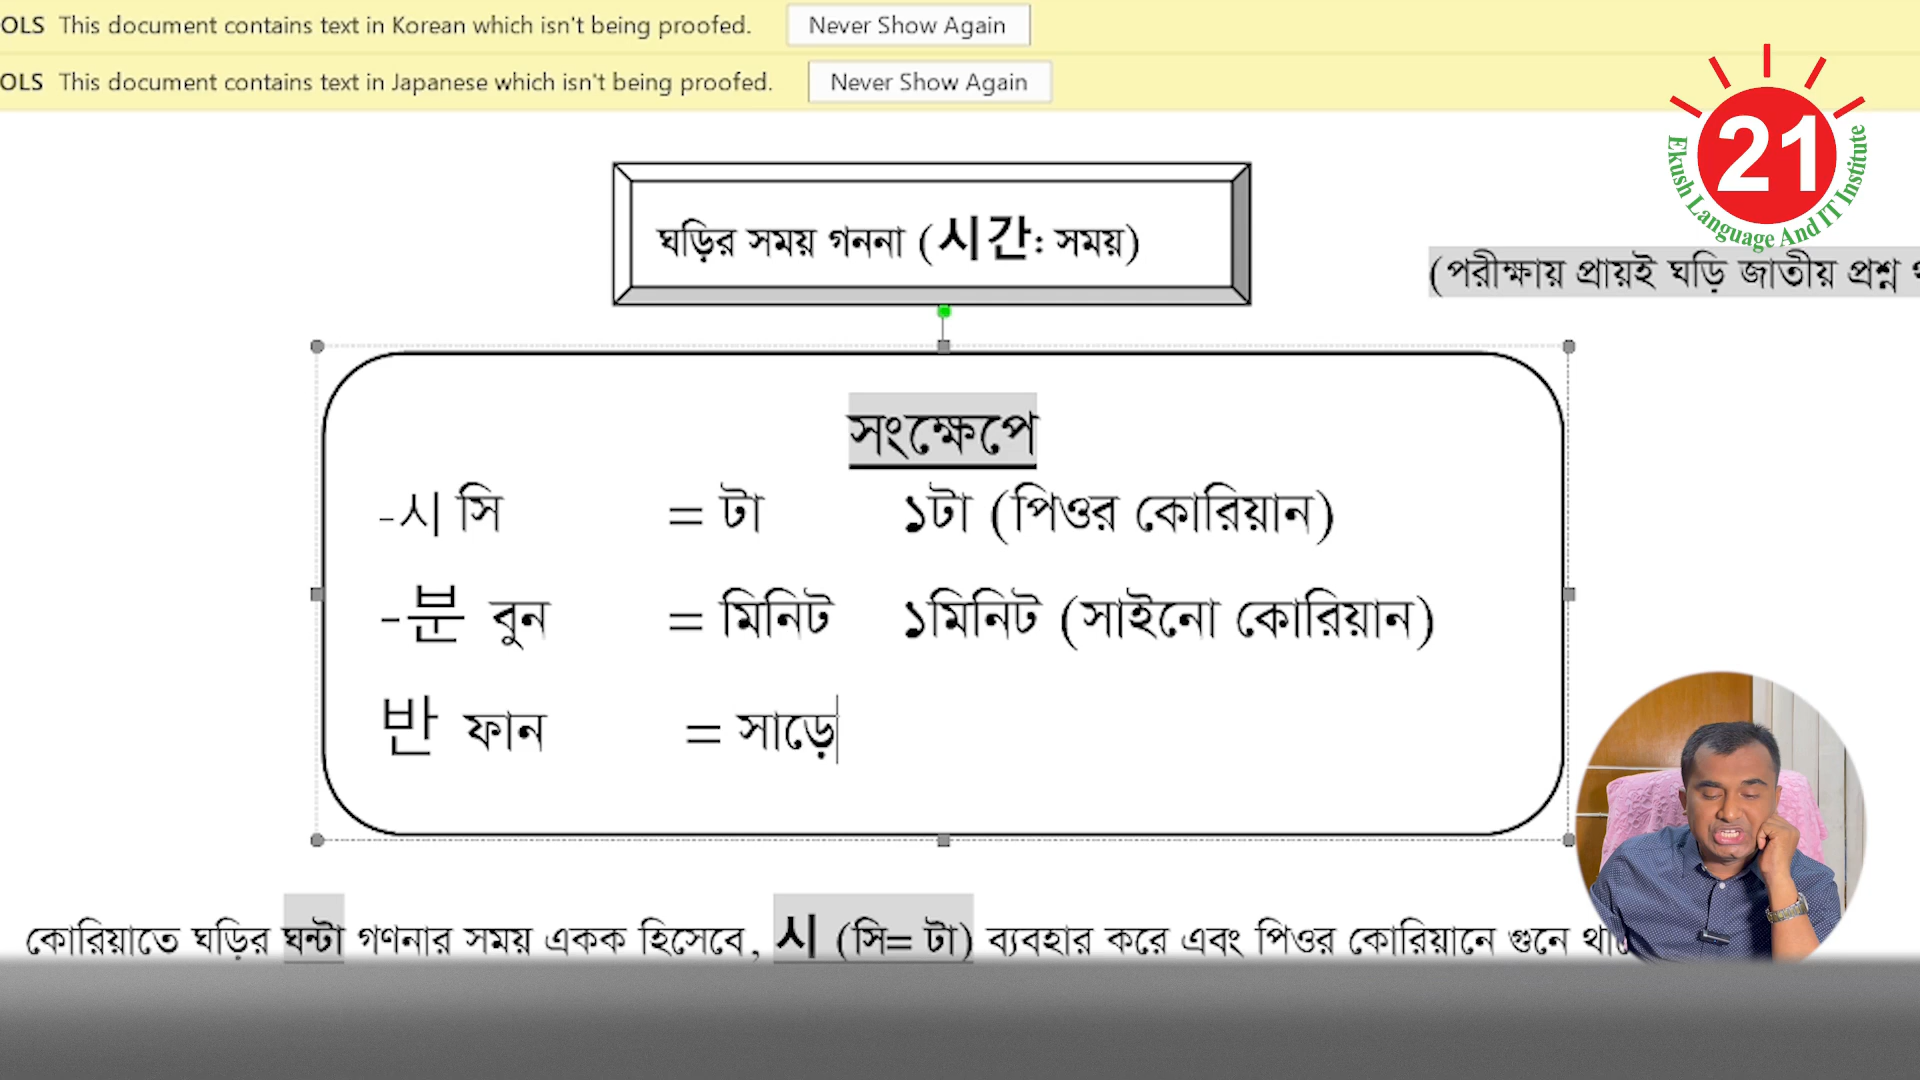 OLS This document contains text in Korean which isn't being proofed. Never Show Again
OLS This document contains text in Japanese which isn't being proofed. Never Show Again
21
Ekush Language And IT Institute
ঘড়ির সময় গননা (시간: সময়)
(পরীক্ষায় প্রায়ই ঘড়ি জাতীয় প্রশ্ন
সংক্ষেপে
-시 সি = টা ১টা (পিওর কোরিয়ান)
-분 বুন = মিনিট ১মিনিট (সাইনো কোরিয়ান)
반 ফান = সাড়ে
কোরিয়াতে ঘড়ির ঘন্টা গণনার সময় একক হিসেবে, 시 (সি= টা) ব্যবহার করে এবং পিওর কোরিয়ানে গুনে